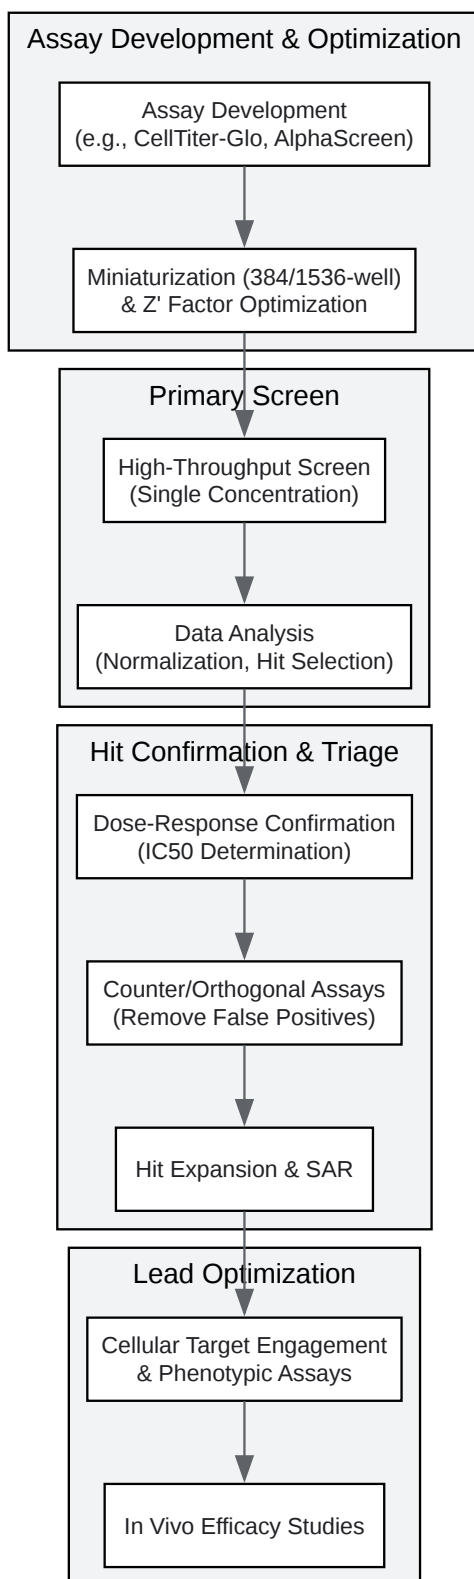 Assay Development & Optimization
Assay Development
(e.g., CellTiter-Glo, AlphaScreen)
Miniaturization (384/1536-well)
& Z' Factor Optimization
Primary Screen
High-Throughput Screen
(Single Concentration)
Data Analysis
(Normalization, Hit Selection)
Hit Confirmation & Triage
Dose-Response Confirmation
(IC50 Determination)
Counter/Orthogonal Assays
(Remove False Positives)
Hit Expansion & SAR
Lead Optimization
Cellular Target Engagement
& Phenotypic Assays
In Vivo Efficacy Studies